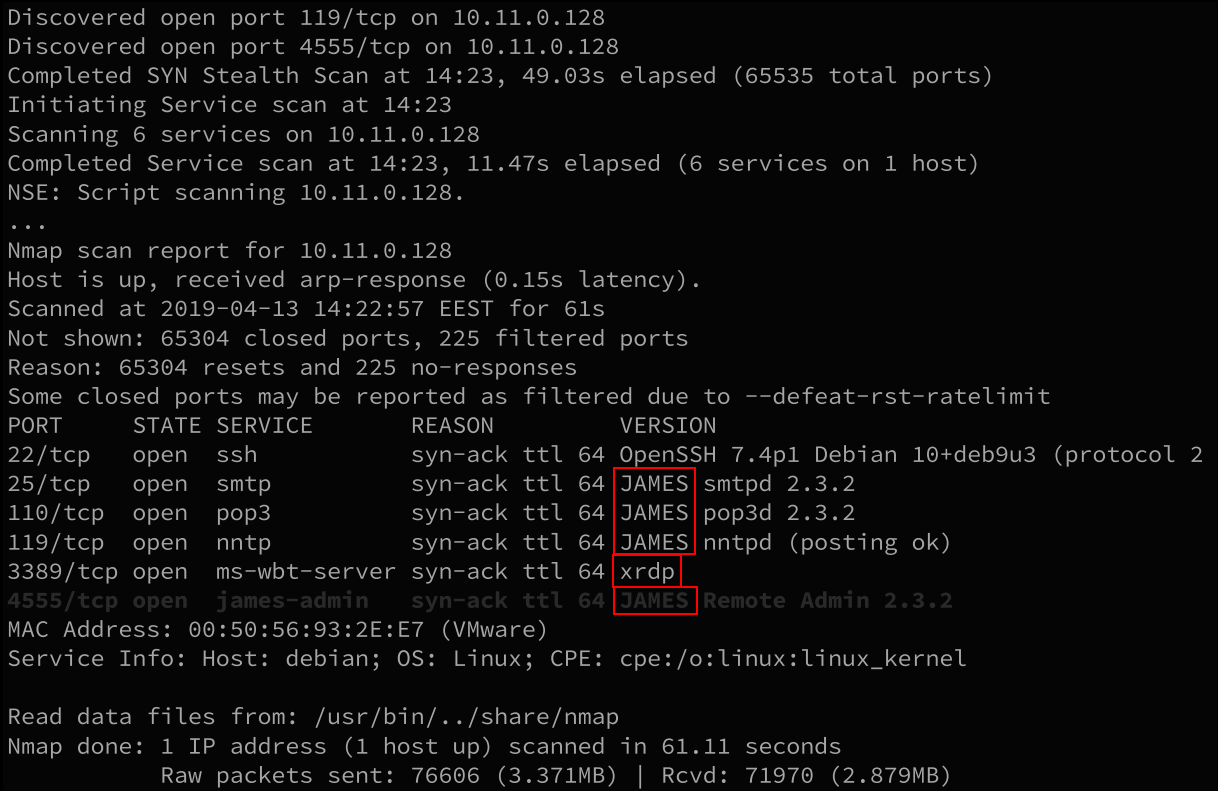 Discovered open port 119/tcp on 10.11.0.128
Discovered open port 4555/tcp on 10.11.0.128
Completed SYN Stealth Scan at 14:23, 49.03s elapsed (65535 total ports)
Initiating Service scan at 14:23
Scanning 6 services on 10.11.0.128
Completed Service scan at 14:23, 11.47s elapsed (6 services on 1 host)
NSE: Script scanning 10.11.0.128.
...
Nmap scan report for 10.11.0.128
Host is up, received arp-response (0.15s latency).
Scanned at 2019-04-13 14:22:57 EEST for 61s
Not shown: 65304 closed ports, 225 filtered ports
Reason: 65304 resets and 225 no-responses
Some closed ports may be reported as filtered due to --defeat-rst-ratelimit
PORT     STATE SERVICE       REASON         VERSION
22/tcp   open  ssh           syn-ack ttl 64 OpenSSH 7.4p1 Debian 10+deb9u3 (protocol 2
25/tcp   open  smtp          syn-ack ttl 64 JAMES smtpd 2.3.2
110/tcp  open  pop3          syn-ack ttl 64 JAMES pop3d 2.3.2
119/tcp  open  nntp          syn-ack ttl 64 JAMES nntpd (posting ok)
3389/tcp open  ms-wbt-server syn-ack ttl 64 xrdp
4555/tcp open  james-admin   syn-ack ttl 64 JAMES Remote Admin 2.3.2
MAC Address: 00:50:56:93:2E:E7 (VMware)
Service Info: Host: debian; OS: Linux; CPE: cpe:/o:linux:linux_kernel
Read data files from: /usr/bin/../share/nmap
Nmap done: 1 IP address (1 host up) scanned in 61.11 seconds
           Raw packets sent: 76606 (3.371MB) | Rcvd: 71970 (2.879MB)